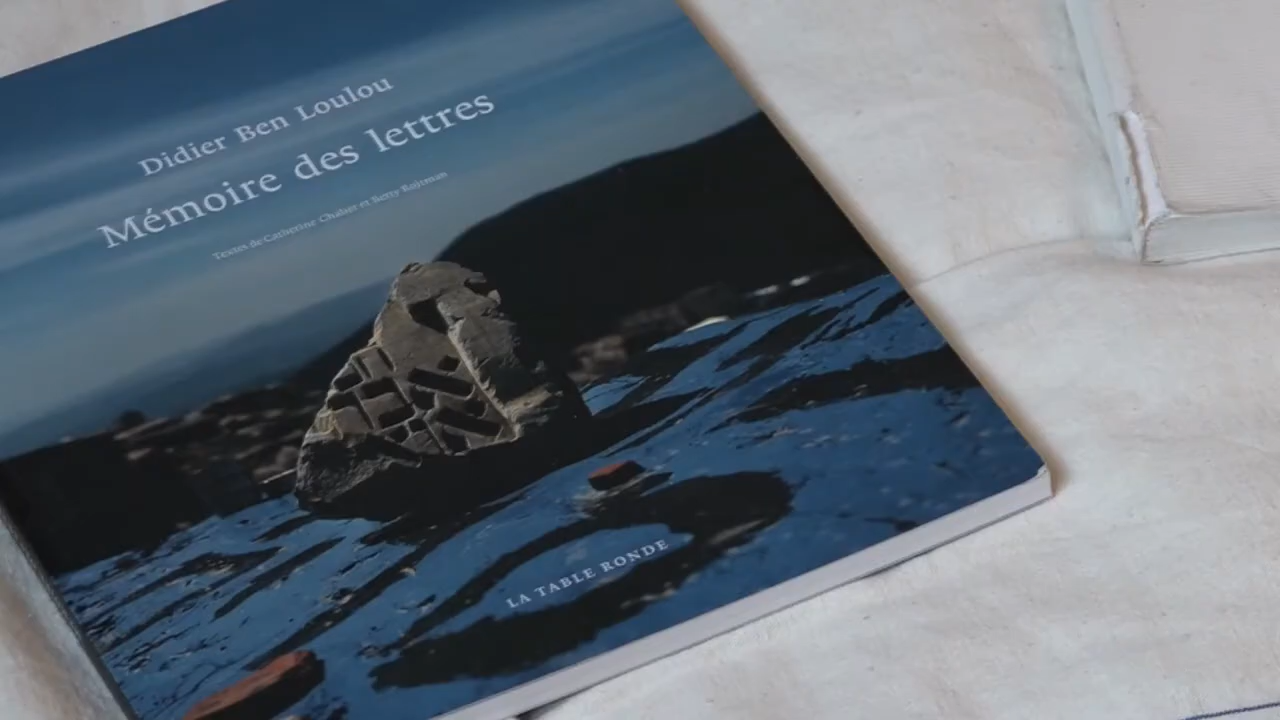 Didier Ben Loulou
Mémoire des lettres
Textes de Catherine Chalier et Betty Rojtman
LA TABLE RONDE